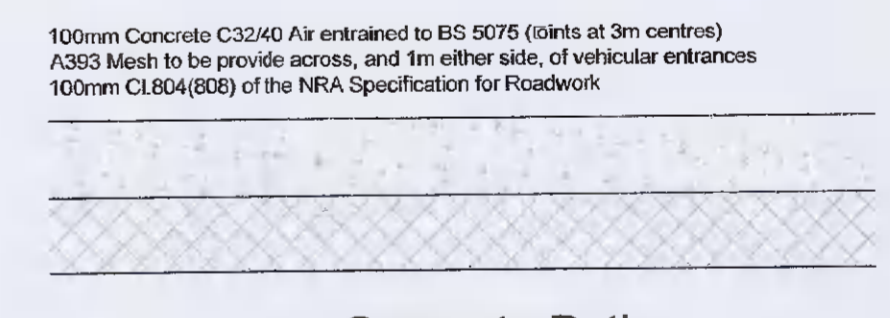 100mm Concrete C32/40 Air entrained to BS 5075 (joints at 3m centres)
A393 Mesh to be provide across, and 1m either side, of vehicular entrances
100mm Cl.804(808) of the NRA Specification for Roadwork